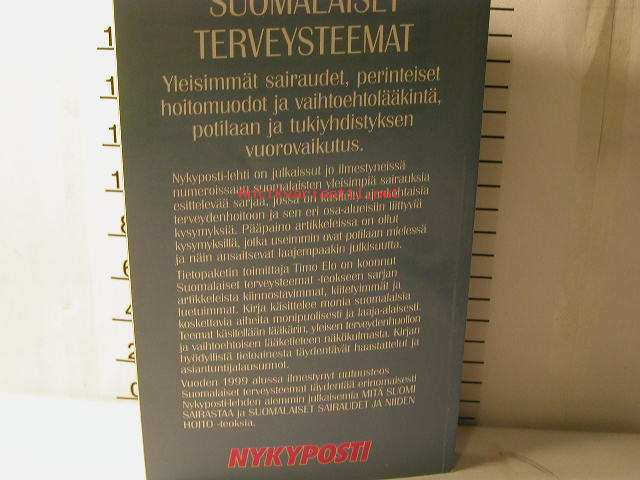 SUOMALAISET
TERVEYSTEEMAT
Yleisimmät sairaudet, perinteiset
hoitomuodot ja vaihtoehtolääkintä,
potilaan ja tukiyhdistyksen
vuorovaikutus.
Nykyposti-lehti on julkaissut jo ilmestyneissä
numeroissaan suomalaisten yleisimpiä sairauksia
esittelevää sarjaa, jossa on käsitelty ajankohtaisia
terveydenhoitoon ja sen eri osa-alueisiin liittyviä
kysymyksiä. Pääpaino artikkeleissa on ollut
kysymyksillä, jotka useimmin ovat potilaan mielessä
ja näin ansaitsevat laajempaakin julkisuutta.
Tietopaketin toimittaja Timo Elo on koonnut
Suomalaiset terveysteemat -teokseen sarjan
artikkeleista kiinnostavimmat, kiitetyimmät ja
luetuimmat. Kirja käsittelee monia suomalaisia
koskettavia aiheita monipuolisesti ja laaja-alaisesti.
Teemat käsitellään lääkärin, yleisen terveydenhuollon
ja vaihtoehtoisen lääketieteen näkökulmasta. Kirjan
hyödyllistä tietoainesta täydentävät haastattelut ja
asiantuntijalausunnot.
Vuoden 1999 alussa ilmestynyt uutuusteos
Suomalaiset terveysteemat täydentää erinomaisesti
Nykyposti-lehden aiemmin julkaisemia MITÄ SUOMI
SAIRASTAA ja SUOMALAISET SAIRAUDET JA NIIDEN
HOITO -teoksia.
NYKYPOSTI